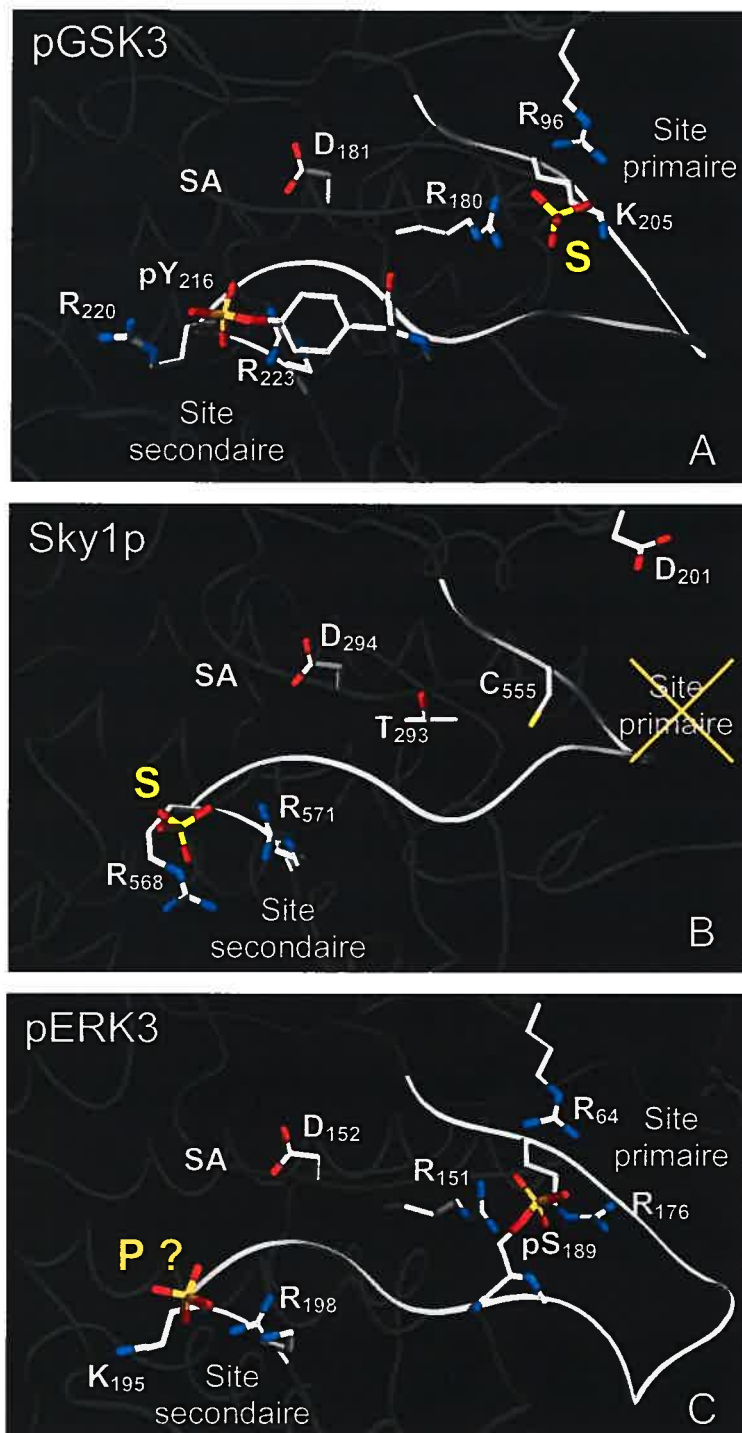 pGSK3
R96
Site
primaire
D181
SA
R180
K205
S
pY216
R220
R223
Site
secondaire
A
Sky1p
D201
D294
SA
C555
Site
primaire
T293
S
R571
R568
Site
secondaire
B
pERK3
R64
Site
primaire
D152
SA
R151
R176
pS189
P ?
R198
K195
Site
secondaire
C